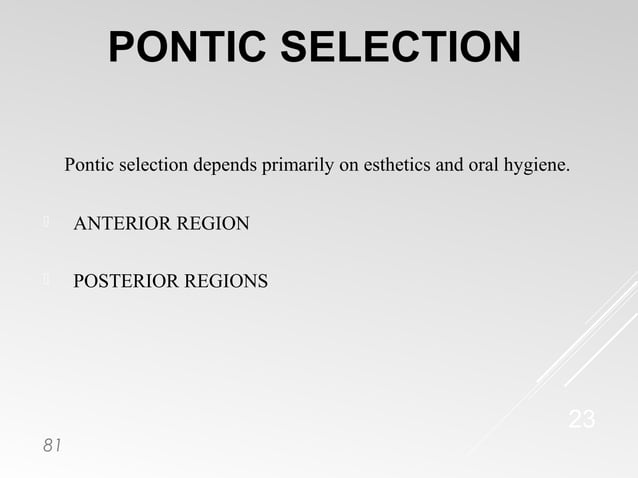 PONTIC SELECTION
Pontic selection depends primarily on esthetics and oral hygiene.
ANTERIOR REGION
POSTERIOR REGIONS
23
81